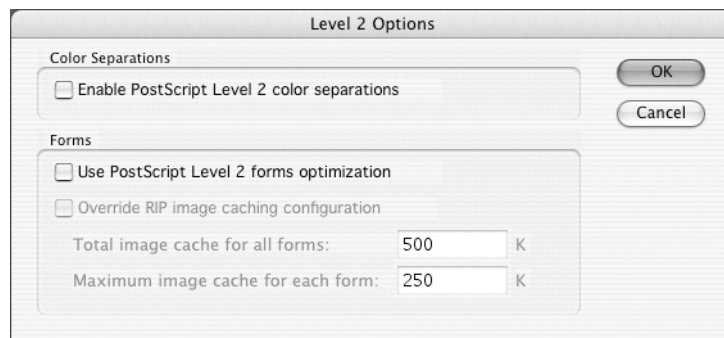 Level 2 Options
Color Separations
Enable PostScript Level 2 color separations
OK
Cancel
Forms
Use PostScript Level 2 forms optimization
Override RIP image caching configuration
Total image cache for all forms: 500 K
Maximum image cache for each form: 250 K